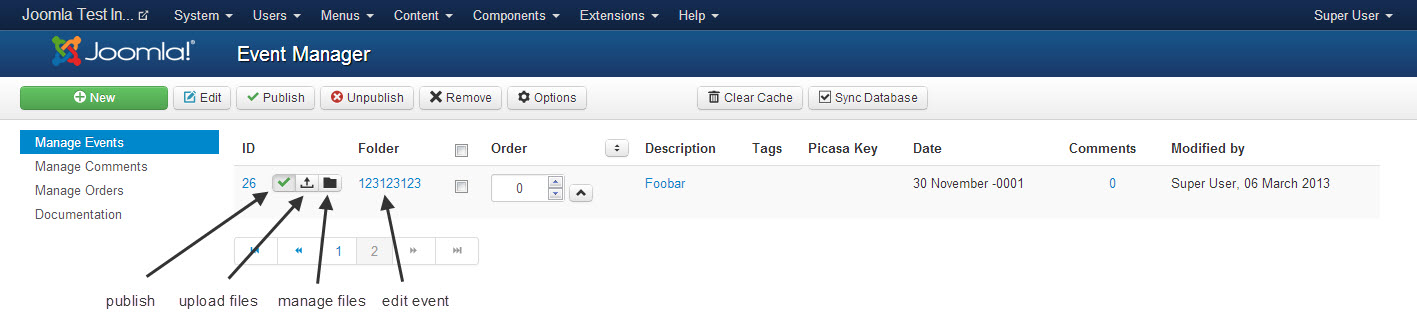 Joomla Test In... System Users Menus Content Components Extensions Help Super User
Joomla!® Event Manager
New Edit Publish Unpublish Remove Options Clear Cache Sync Database
Manage Events
Manage Comments
Manage Orders
Documentation
ID Folder Order Description Tags Picasa Key Date Comments Modified by
26 123123123 0 Foobar 30 November -0001 0 Super User, 06 March 2013
1 2
publish upload files manage files edit event